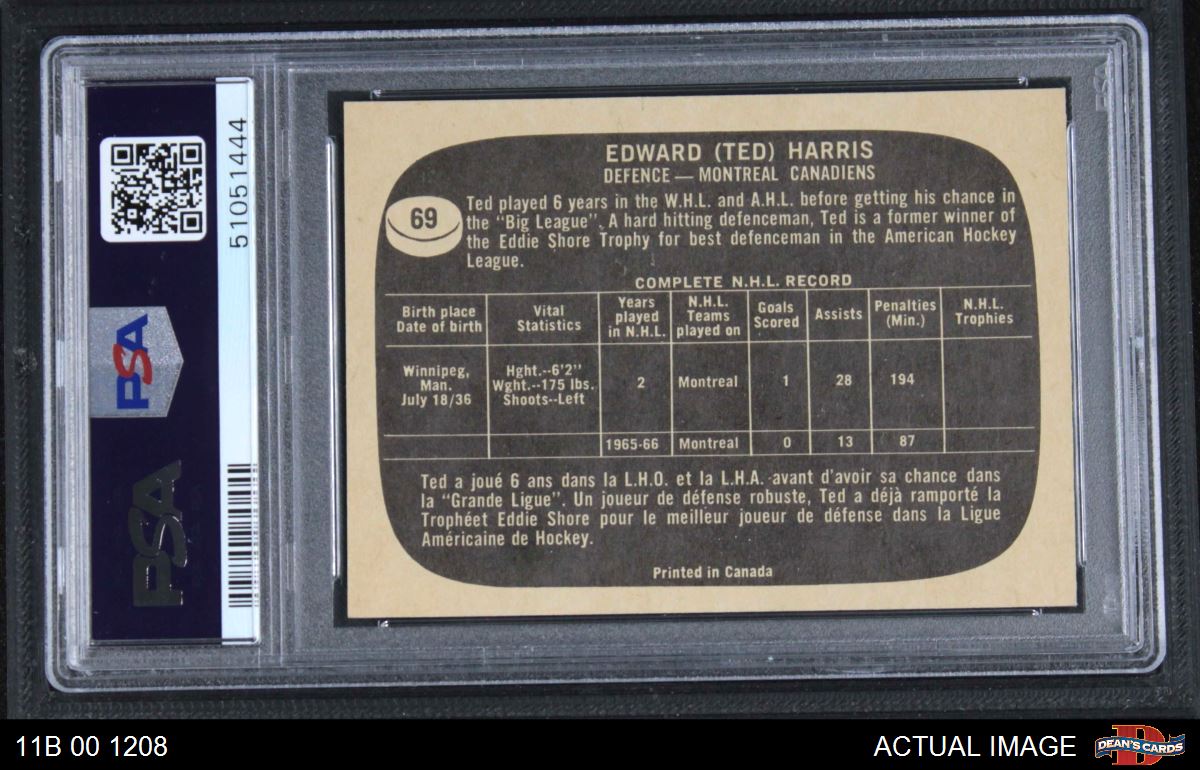 51051444
PSA
PSA
EDWARD (TED) HARRIS
DEFENCE — MONTREAL CANADIENS
69
Ted played 6 years in the W.H.L. and A.H.L. before getting his chance in
the "Big League". A hard hitting defenceman, Ted is a former winner of
the Eddie Shore Trophy for best defenceman in the American Hockey
League.
COMPLETE N.H.L. RECORD
Birth place
Date of birth
Vital
Statistics
Years
played
in N.H.L.
N.H.L.
Teams
played on
Goals
Scored
Assists
Penalties
(Min.)
N.H.L.
Trophies
Winnipeg,
Man.
July 18/36
Hght.--6'2"
Wght.--175 lbs.
Shoots--Left
2
Montreal
1
28
194
1965-66
Montreal
0
13
87
Ted a joué 6 ans dans la L.H.O. et la L.H.A. avant d'avoir sa chance dans
la "Grande Ligue". Un joueur de défense robuste, Ted a déjà ramporté la
Trophéet Eddie Shore pour le meilleur joueur de défense dans la Ligue
Américaine de Hockey.
Printed in Canada
11B 00 1208
ACTUAL IMAGE
DEAN'S CARDS